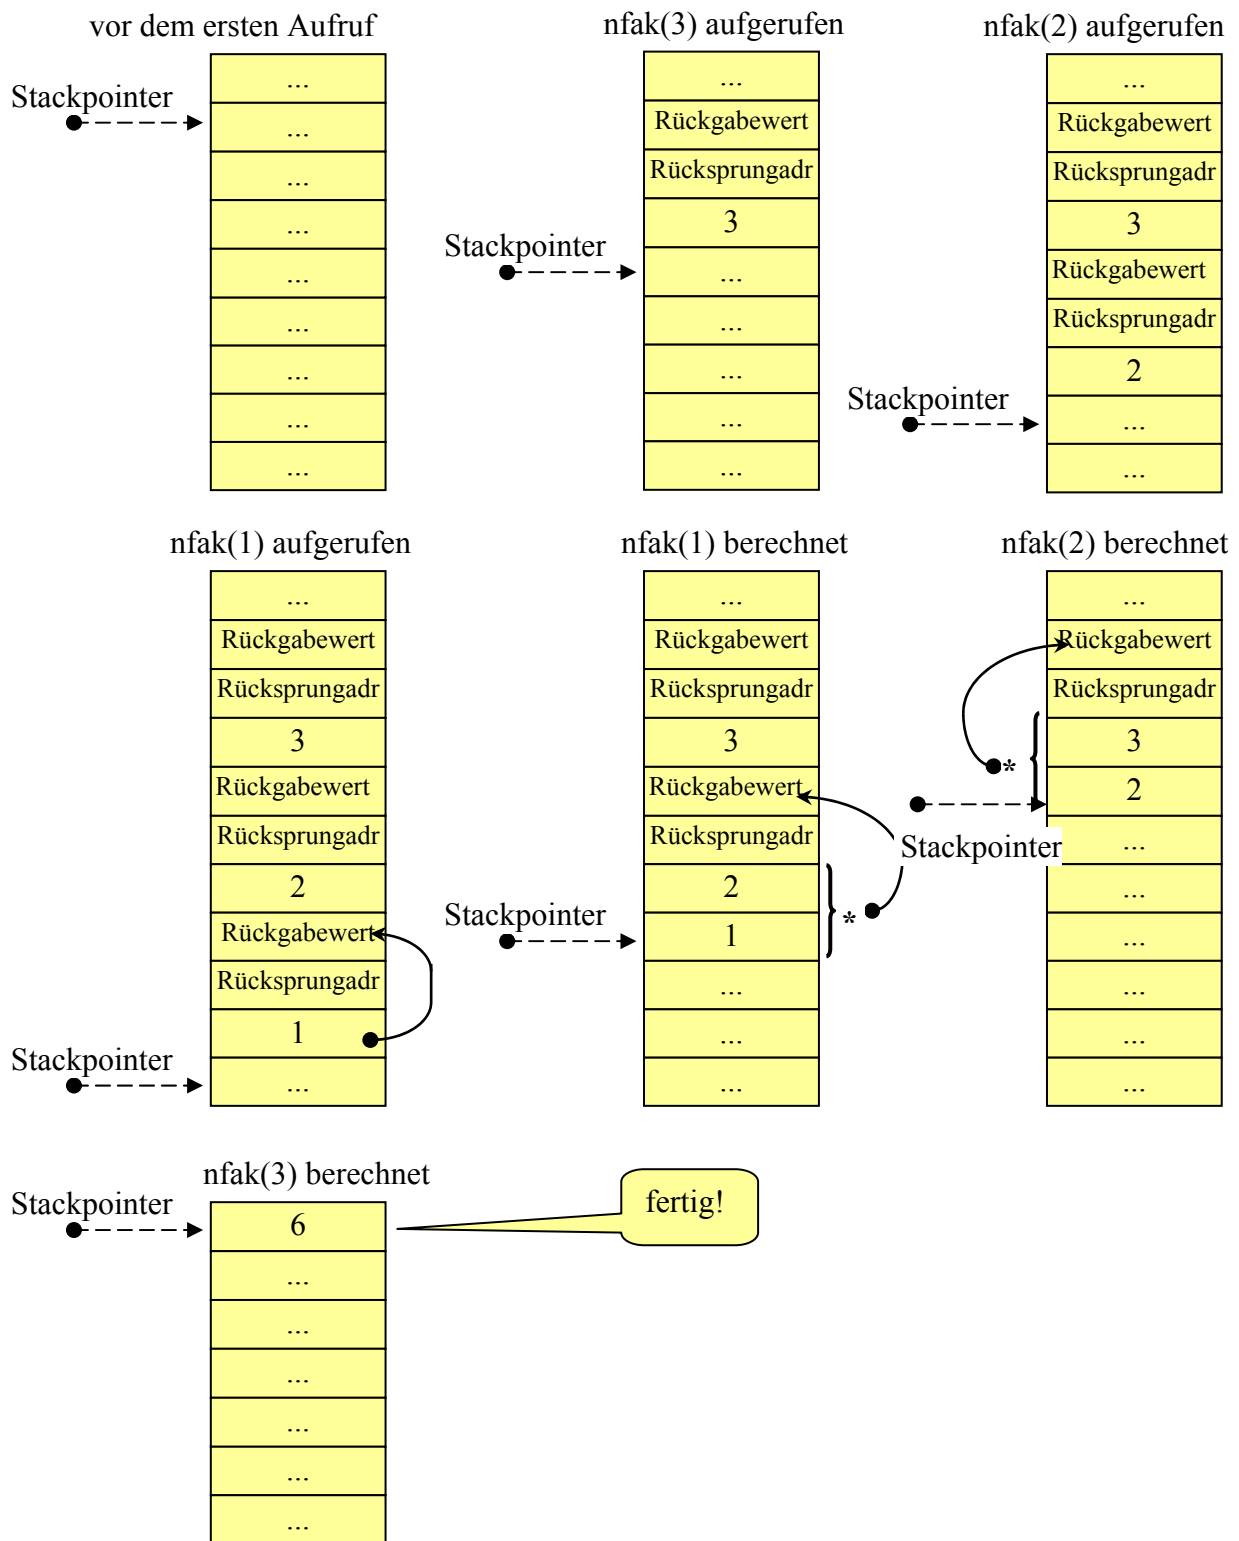 vor dem ersten Aufruf
Stackpointer
...
...
...
...
...
...
...
...
...
nfak(3) aufgerufen
Stackpointer
...
Rückgabewert
Rücksprungadr
3
...
...
...
...
...
nfak(2) aufgerufen
Stackpointer
...
Rückgabewert
Rücksprungadr
3
Rückgabewert
Rücksprungadr
2
...
...
nfak(1) aufgerufen
Stackpointer
...
Rückgabewert
Rücksprungadr
3
Rückgabewert
Rücksprungadr
2
Rückgabewert
Rücksprungadr
1
...
nfak(1) berechnet
Stackpointer
...
Rückgabewert
Rücksprungadr
3
Rückgabewert
Rücksprungadr
2
1
*
...
...
...
nfak(2) berechnet
...
Rückgabewert
Rücksprungadr
3
*
2
Stackpointer
...
...
...
...
...
...
nfak(3) berechnet
Stackpointer
6
fertig!
...
...
...
...
...
...